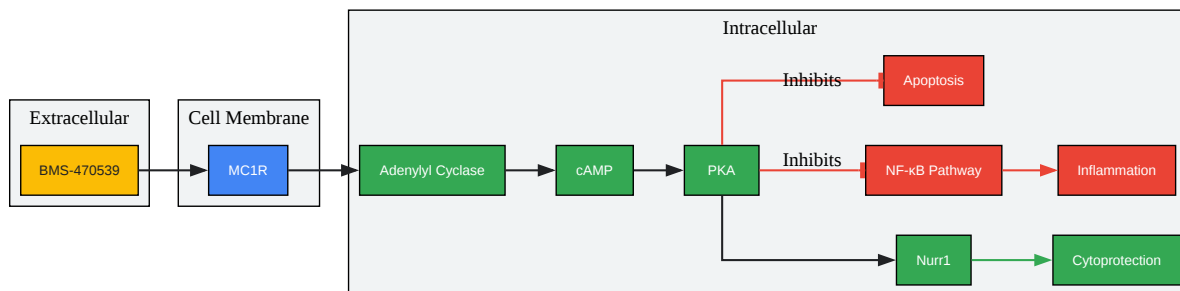 Intracellular
Inhibits
Apoptosis
Extracellular
Cell Membrane
BMS-470539
MC1R
Adenylyl Cyclase
cAMP
PKA
Inhibits
NF-κB Pathway
Inflammation
Nurr1
Cytoprotection